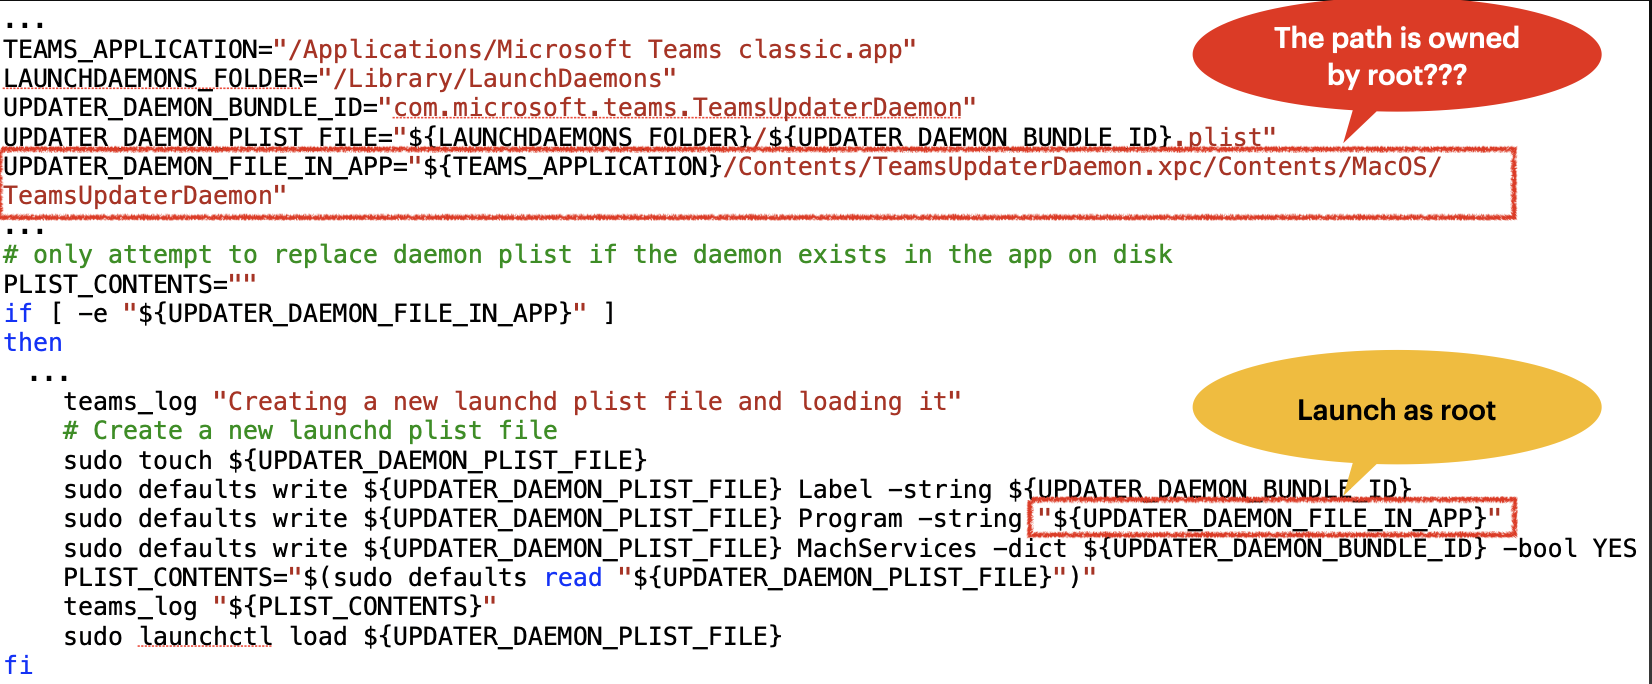 ...
TEAMS_APPLICATION="/Applications/Microsoft Teams classic.app"
LAUNCHDAEMONS_FOLDER="/Library/LaunchDaemons"
UPDATER_DAEMON_BUNDLE_ID="com.microsoft.teams.TeamsUpdaterDaemon"
UPDATER_DAEMON_PLIST_FILE="${LAUNCHDAEMONS_FOLDER}/${UPDATER_DAEMON_BUNDLE_ID}.plist"
UPDATER_DAEMON_FILE_IN_APP="${TEAMS_APPLICATION}/Contents/TeamsUpdaterDaemon.xpc/Contents/MacOS/
TeamsUpdaterDaemon"
The path is owned
by root???
...
# only attempt to replace daemon plist if the daemon exists in the app on disk
PLIST_CONTENTS=""
if [ -e "${UPDATER_DAEMON_FILE_IN_APP}" ]
then
...
teams_log "Creating a new launchd plist file and loading it"
# Create a new launchd plist file
sudo touch ${UPDATER_DAEMON_PLIST_FILE}
sudo defaults write ${UPDATER_DAEMON_PLIST_FILE} Label -string ${UPDATER_DAEMON_BUNDLE_ID}
sudo defaults write ${UPDATER_DAEMON_PLIST_FILE} Program -string "${UPDATER_DAEMON_FILE_IN_APP}"
Launch as root
sudo defaults write ${UPDATER_DAEMON_PLIST_FILE} MachServices -dict ${UPDATER_DAEMON_BUNDLE_ID} -bool YES
PLIST_CONTENTS="$(sudo defaults read "${UPDATER_DAEMON_PLIST_FILE}")"
teams_log "${PLIST_CONTENTS}"
sudo launchctl load ${UPDATER_DAEMON_PLIST_FILE}
fi